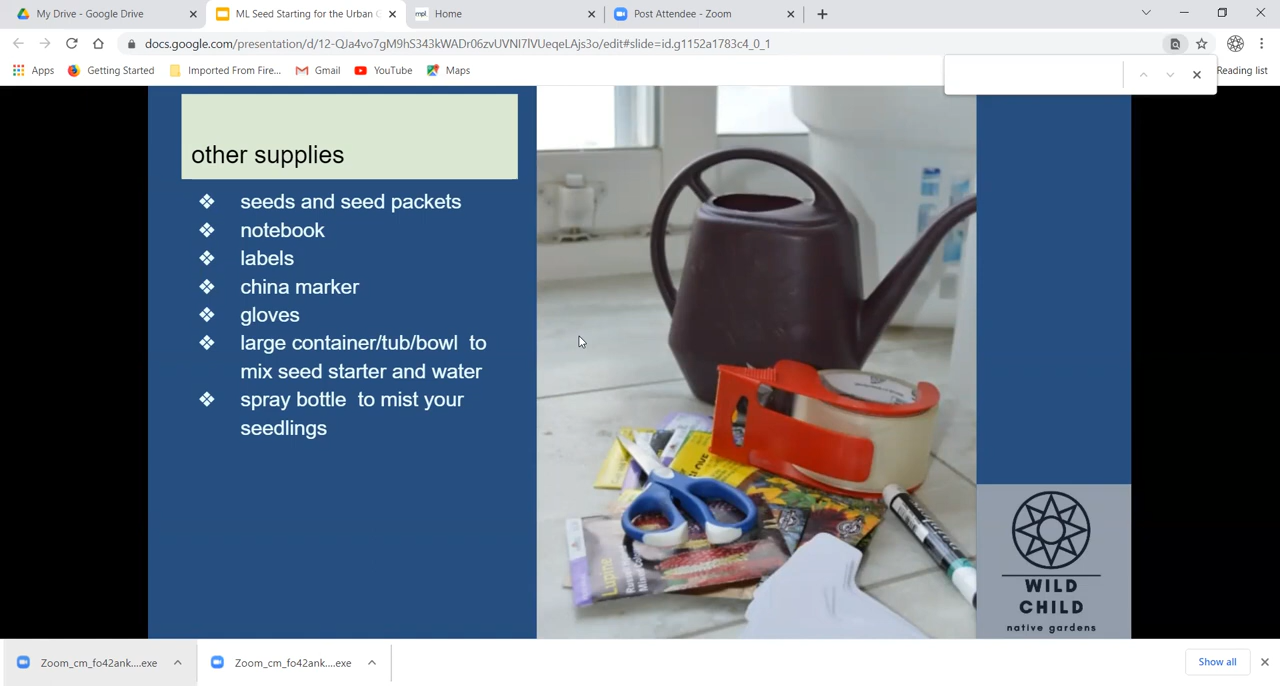 My Drive - Google Drive
ML Seed Starting for the Urban G
Home
Post Attendee - Zoom
docs.google.com/presentation/d/12-QJa4vo7gM9hS343kWADr06zvUVNI7lVUeqeLAjs3o/edit#slide=id.g1152a1783c4_0_1
Apps
Getting Started
Imported From Fire...
Gmail
YouTube
Maps
Reading list
other supplies
❖ seeds and seed packets
❖ notebook
❖ labels
❖ china marker
❖ gloves
❖ large container/tub/bowl to
mix seed starter and water
❖ spray bottle to mist your
seedlings
Lupine
WILD
CHILD
native gardens
Zoom_cm_fo42ank....exe
Zoom_cm_fo42ank....exe
Show all